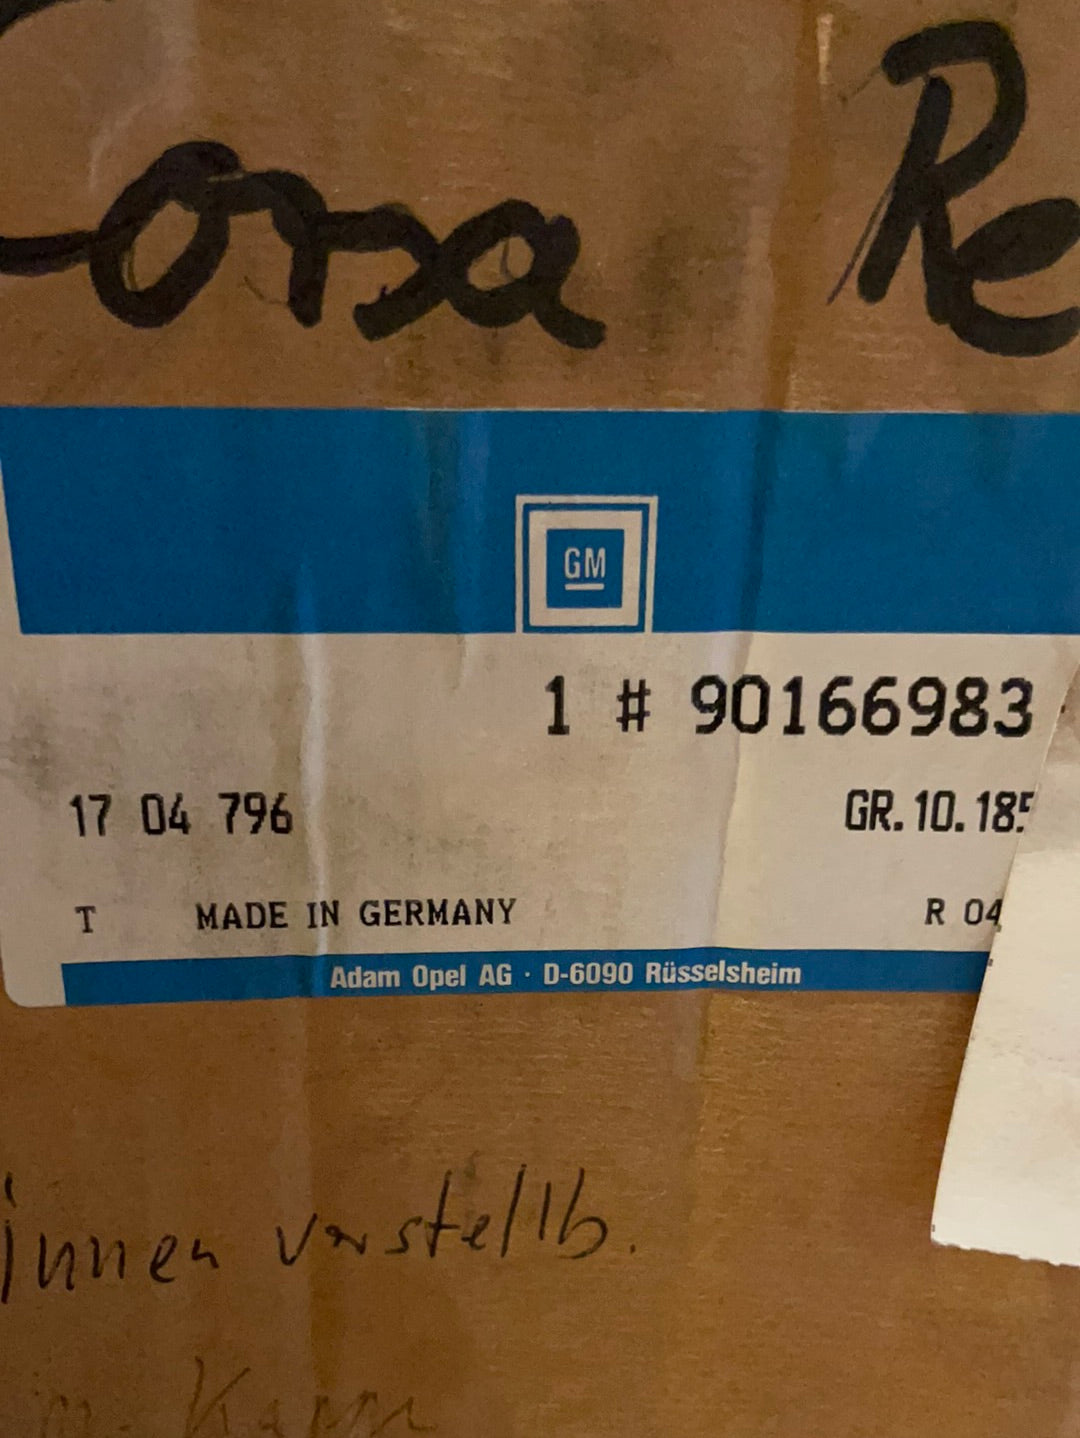 Corsa Re
GM
1 # 90166983
17 04 796 GR. 10. 185
T MADE IN GERMANY R 04
Adam Opel AG · D-6090 Rüsselsheim
innen verstellb.